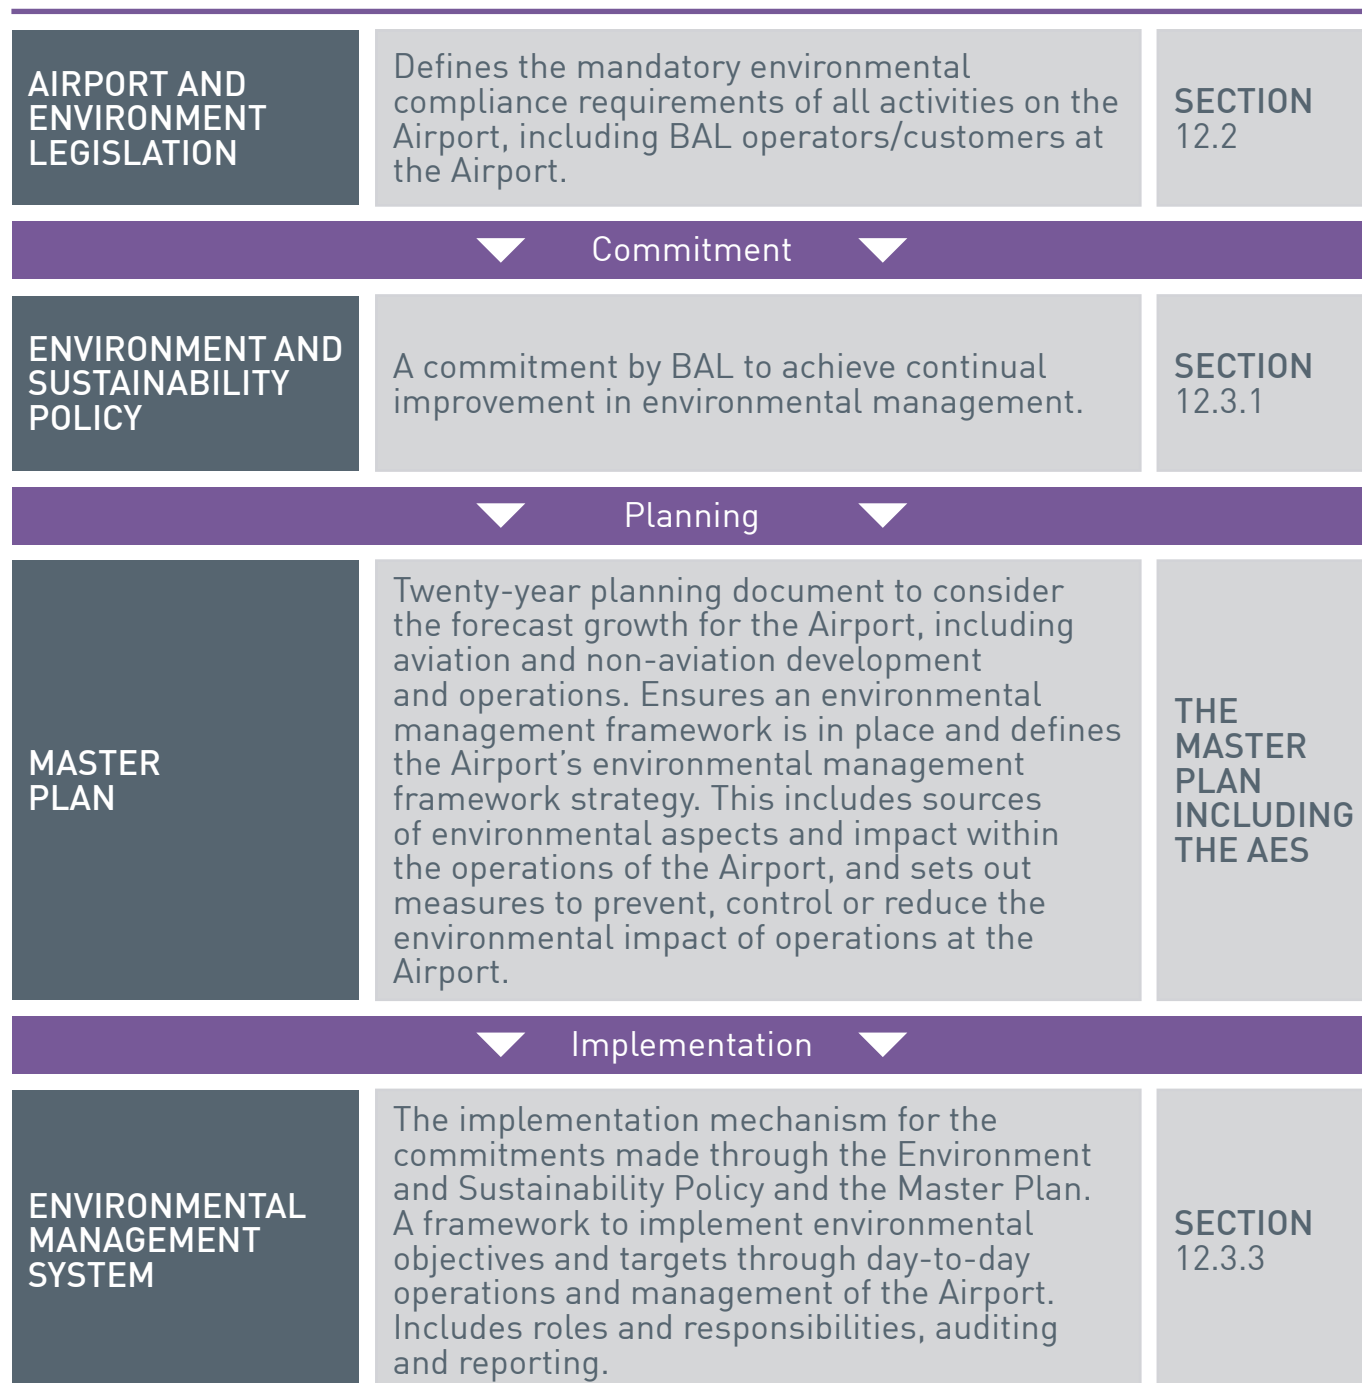 AIRPORT AND
ENVIRONMENT
LEGISLATION
Defines the mandatory environmental
compliance requirements of all activities on the
Airport, including BAL operators/customers at
the Airport.
SECTION
12.2
Commitment
ENVIRONMENT AND
SUSTAINABILITY
POLICY
A commitment by BAL to achieve continual
improvement in environmental management.
SECTION
12.3.1
Planning
MASTER
PLAN
Twenty-year planning document to consider
the forecast growth for the Airport, including
aviation and non-aviation development
and operations. Ensures an environmental
management framework is in place and defines
the Airport’s environmental management
framework strategy. This includes sources
of environmental aspects and impact within
the operations of the Airport, and sets out
measures to prevent, control or reduce the
environmental impact of operations at the
Airport.
THE
MASTER
PLAN
INCLUDING
THE AES
Implementation
ENVIRONMENTAL
MANAGEMENT
SYSTEM
The implementation mechanism for the
commitments made through the Environment
and Sustainability Policy and the Master Plan.
A framework to implement environmental
objectives and targets through day-to-day
operations and management of the Airport.
Includes roles and responsibilities, auditing
and reporting.
SECTION
12.3.3